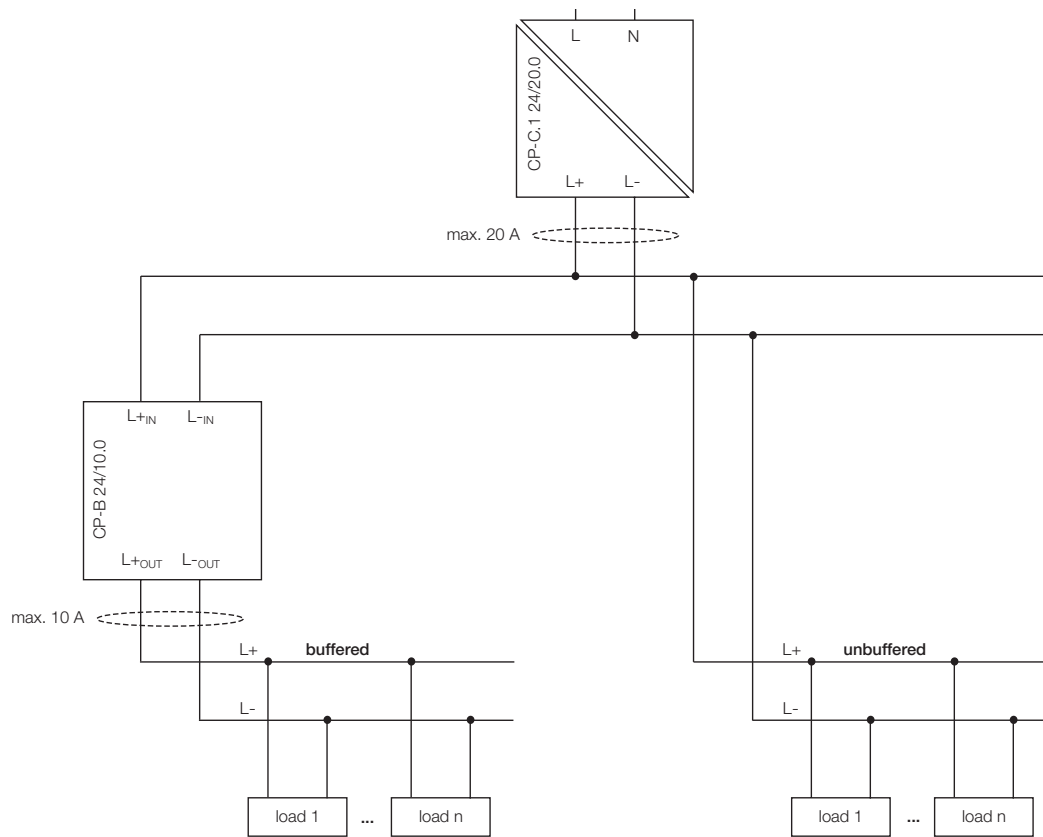 L N
CP-C.1 24/20.0
L+ L-
max. 20 A
L+IN L-IN
CP-B 24/10.0
L+OUT L-OUT
max. 10 A
L+ buffered
L-
load 1 ... load n
L+ unbuffered
L-
load 1 ... load n